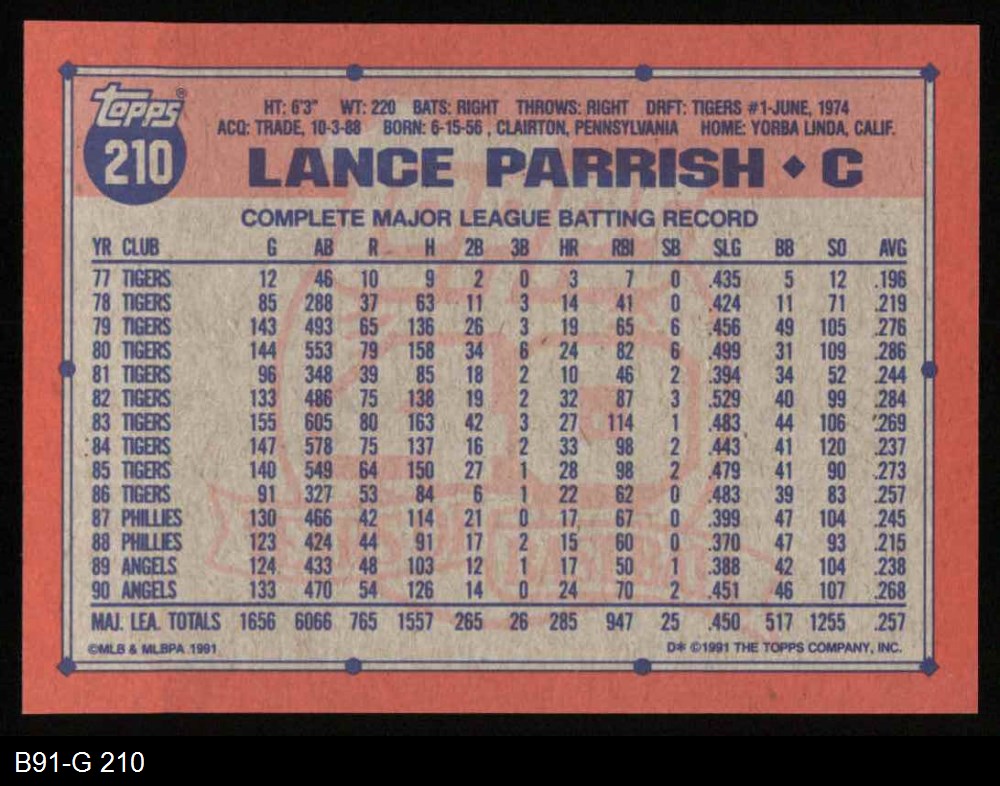 Topps®
210
HT: 6'3" WT: 220 BATS: RIGHT THROWS: RIGHT DRFT: TIGERS #1-JUNE, 1974
ACQ: TRADE, 10-3-88 BORN: 6-15-56 , CLAIRTON, PENNSYLVANIA HOME: YORBA LINDA, CALIF.
LANCE PARRISH ♦ C
COMPLETE MAJOR LEAGUE BATTING RECORD
YR CLUB G AB R H 2B 3B HR RBI SB SLG BB SO AVG
77 TIGERS 12 46 10 9 2 0 3 7 0 .435 5 12 .196
78 TIGERS 85 288 37 63 11 3 14 41 0 .424 11 71 .219
79 TIGERS 143 493 65 136 26 3 19 65 6 .456 49 105 .276
80 TIGERS 144 553 79 158 34 6 24 82 6 .499 31 109 .286
81 TIGERS 96 348 39 85 18 2 10 46 2 .394 34 52 .244
82 TIGERS 133 486 75 138 19 2 32 87 3 .529 40 99 .284
83 TIGERS 155 605 80 163 42 3 27 114 1 .483 44 106 .269
84 TIGERS 147 578 75 137 16 2 33 98 2 .443 41 120 .237
85 TIGERS 140 549 64 150 27 1 28 98 2 .479 41 90 .273
86 TIGERS 91 327 53 84 6 1 22 62 0 .483 39 83 .257
87 PHILLIES 130 466 42 114 21 0 17 67 0 .399 47 104 .245
88 PHILLIES 123 424 44 91 17 2 15 60 0 .370 47 93 .215
89 ANGELS 124 433 48 103 12 1 17 50 1 .388 42 104 .238
90 ANGELS 133 470 54 126 14 0 24 70 2 .451 46 107 .268
MAJ. LEA. TOTALS 1656 6066 765 1557 265 26 285 947 25 .450 517 1255 .257
©MLB & MLBPA 1991 D* ©1991 THE TOPPS COMPANY, INC.
B91-G 210